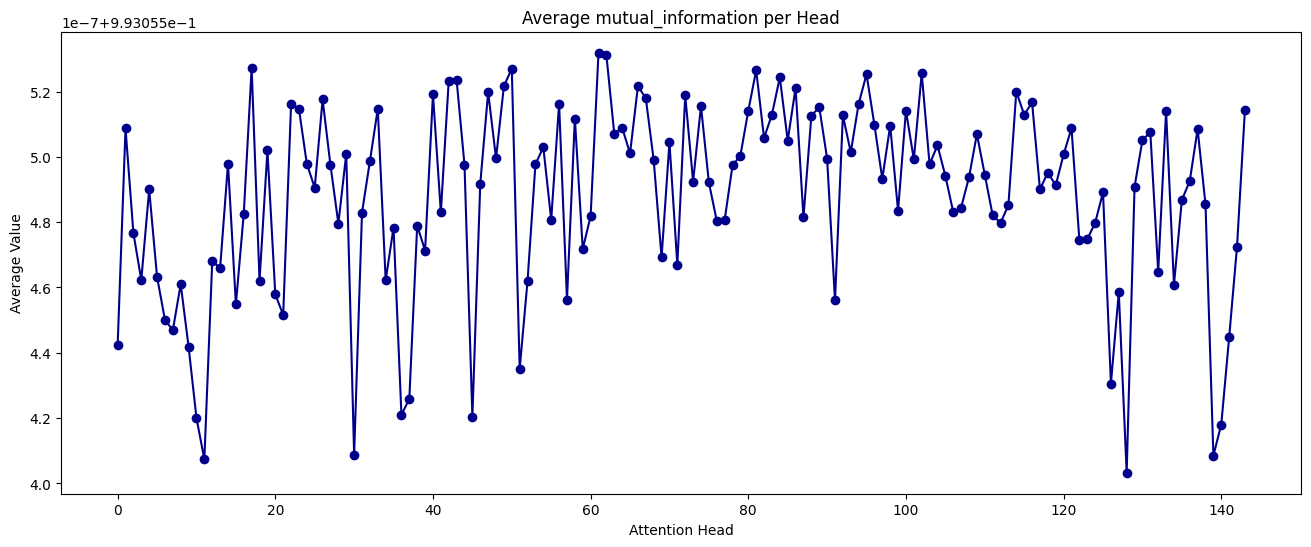 Average mutual_information per Head
1e−7+9.93055e−1
5.2
5.0
4.8
4.6
4.4
4.2
4.0
Average Value
0 20 40 60 80 100 120 140
Attention Head